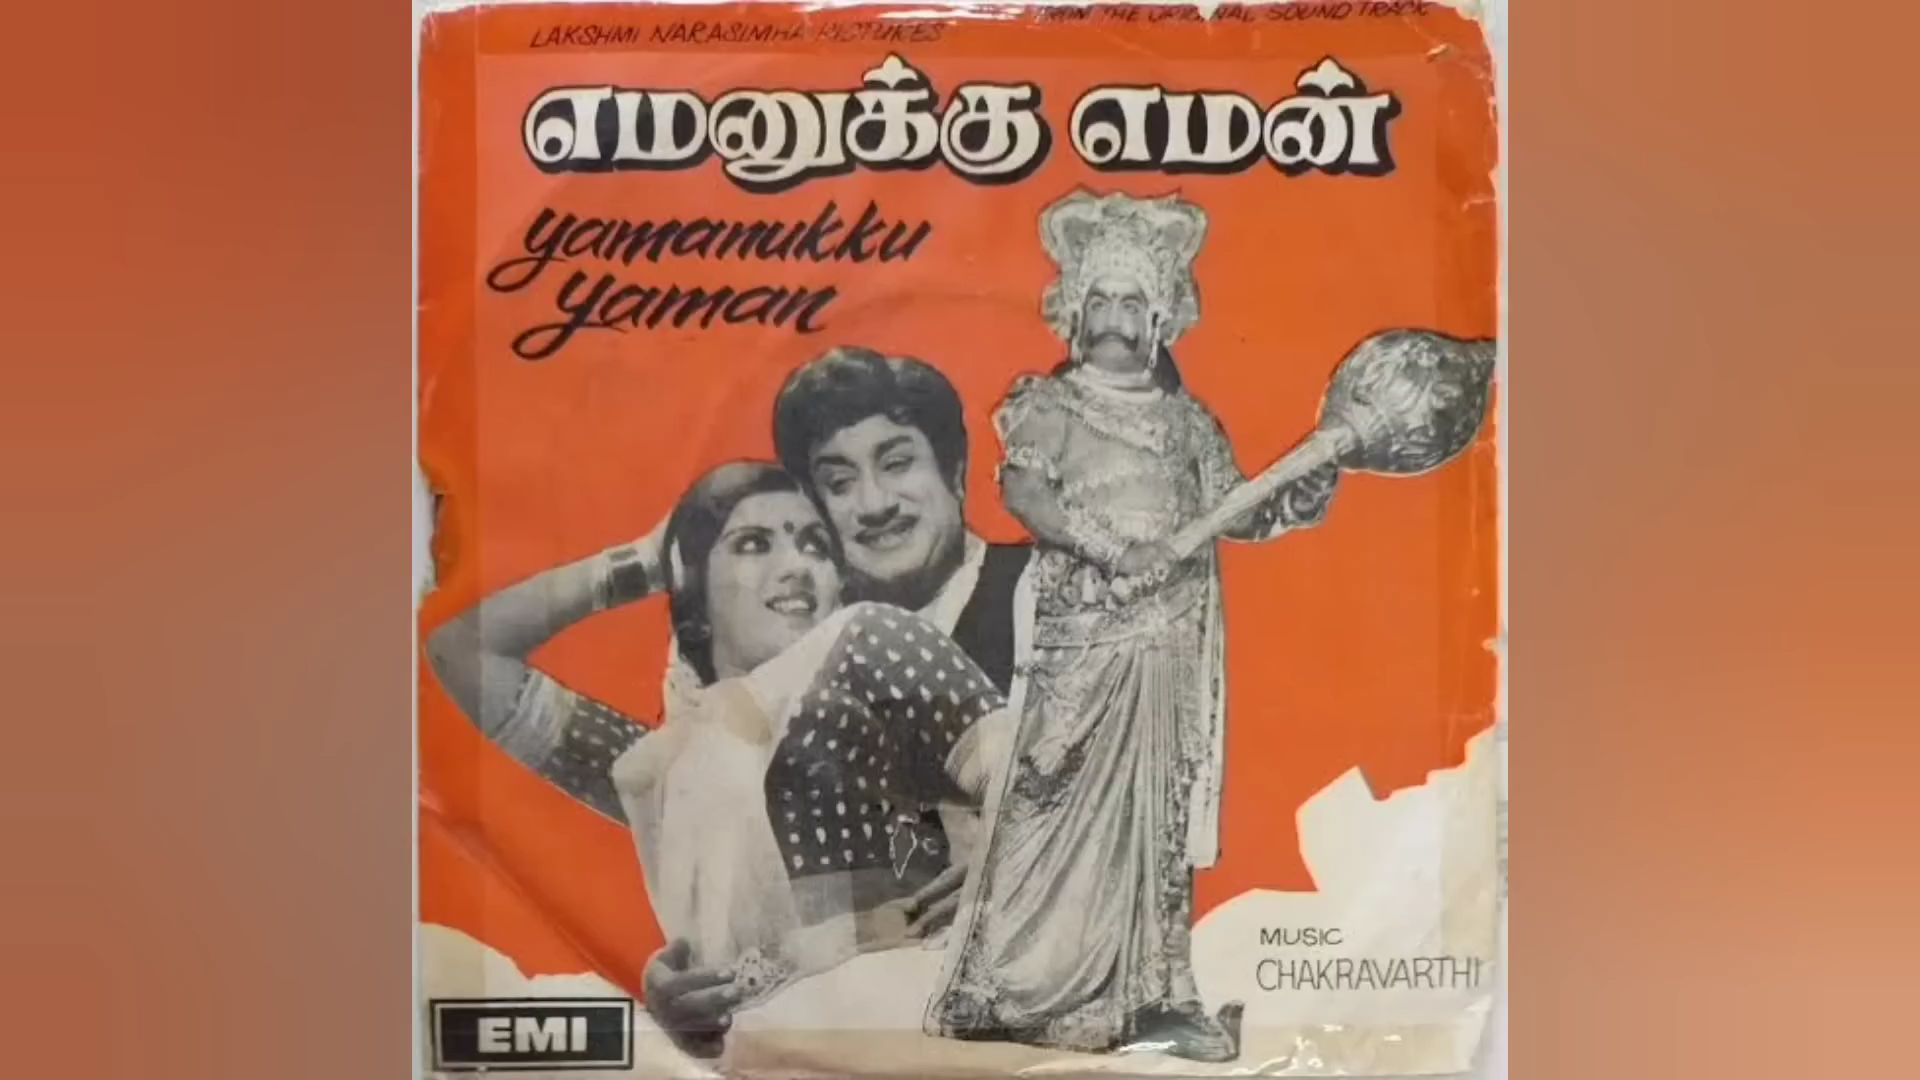 LAKSHMI NARASIMHA PICTURES
FROM THE ORIGINAL SOUND TRACK
எமனுக்கு எமன்
yamanukku
yaman
MUSIC
CHAKRAVARTHI
EMI